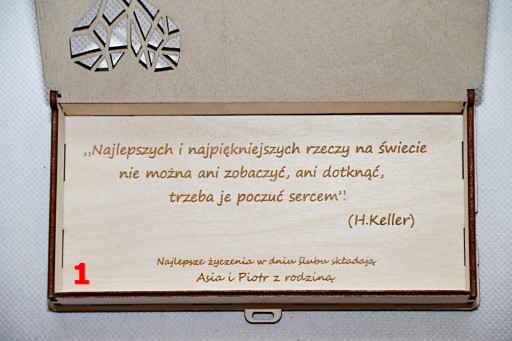 „Najlepszych i najpiękniejszych rzeczy na świecie
nie można ani zobaczyć, ani dotknąć,
trzeba je poczuć sercem”.
(H.Keller)
Najlepsze życzenia w dniu ślubu składają
Asia i Piotr z rodziną
1